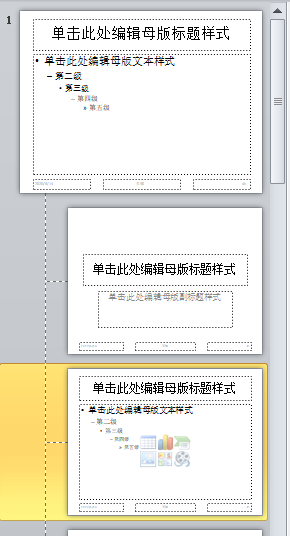 1
单击此处编辑母版标题样式
• 单击此处编辑母版文本样式
– 第二级
• 第三级
– 第四级
» 第五级
单击此处编辑母版标题样式
单击此处编辑母版副标题样式
单击此处编辑母版标题样式
• 单击此处编辑母版文本样式
– 第二级
• 第三级
– 第四级
» 第五级